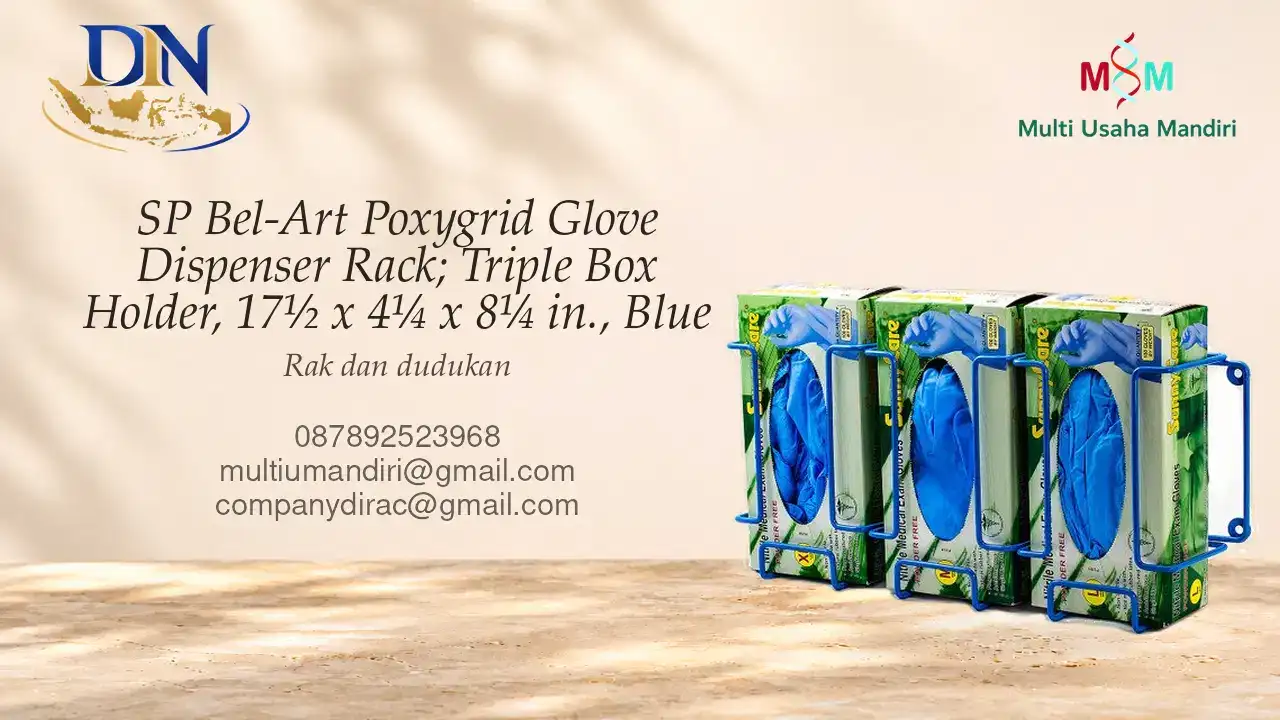 DIN
M M
Multi Usaha Mandiri
SP Bel-Art Poxygrid Glove
Dispenser Rack; Triple Box
Holder, 17½ x 4¼ x 8¼ in., Blue
Rak dan dudukan
087892523968
multiumandiri@gmail.com
companydirac@gmail.com
X
M
L
L